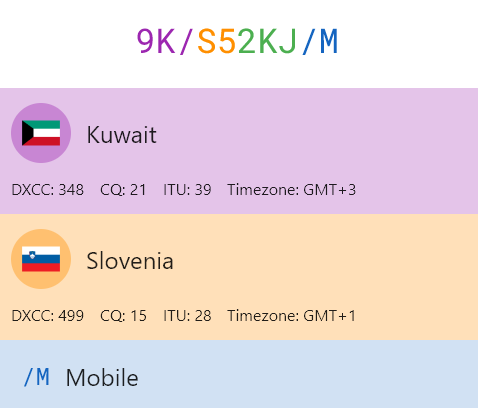 9K/S52KJ/M
Kuwait
DXCC: 348 CQ: 21 ITU: 39 Timezone: GMT+3
Slovenia
DXCC: 499 CQ: 15 ITU: 28 Timezone: GMT+1
/M Mobile